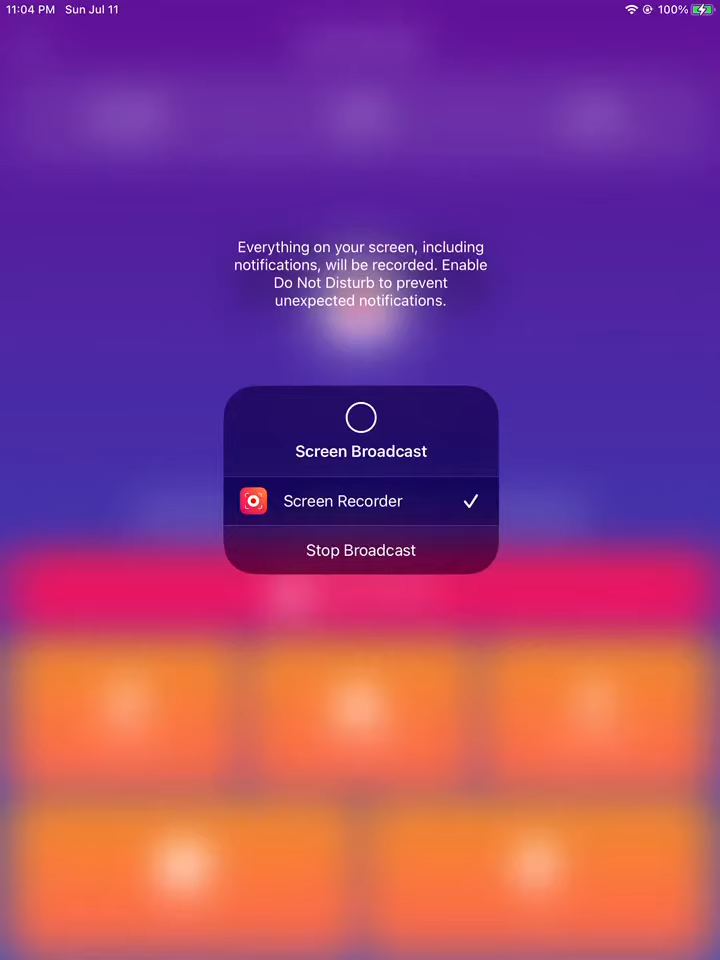 11:04 PM Sun Jul 11 100%
Everything on your screen, including
notifications, will be recorded. Enable
Do Not Disturb to prevent
unexpected notifications.
Screen Broadcast
Screen Recorder
Stop Broadcast